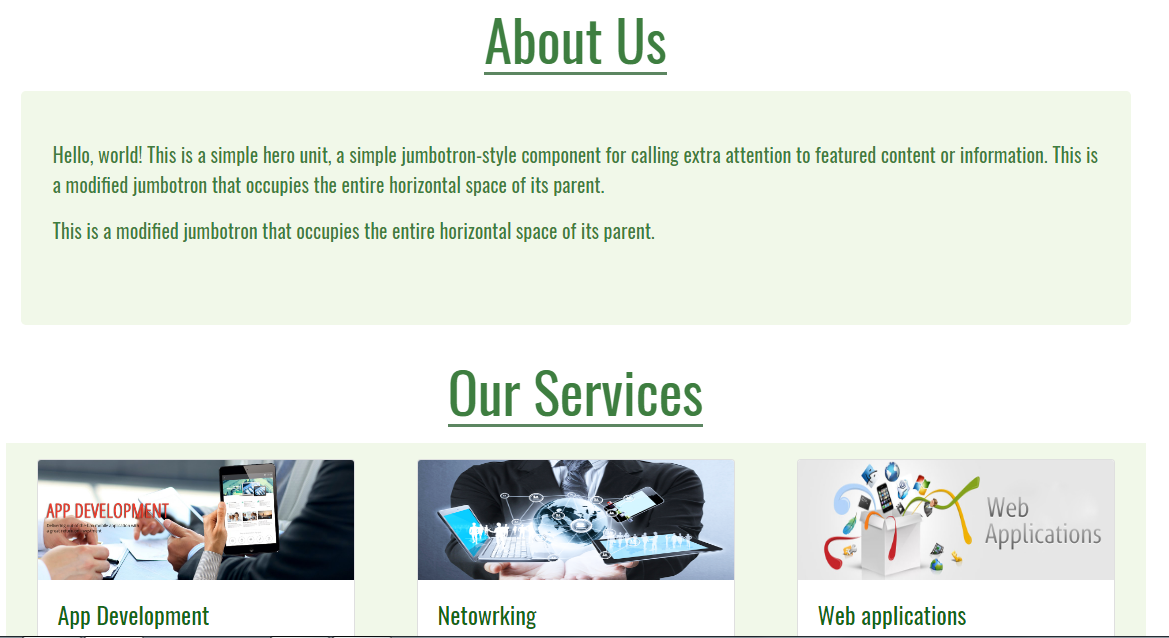 About Us
Hello, world! This is a simple hero unit, a simple jumbotron-style component for calling extra attention to featured content or information. This is
a modified jumbotron that occupies the entire horizontal space of its parent.
This is a modified jumbotron that occupies the entire horizontal space of its parent.
Our Services
APP DEVELOPMENT
Web
Applications
App Development
Netowrking
Web applications